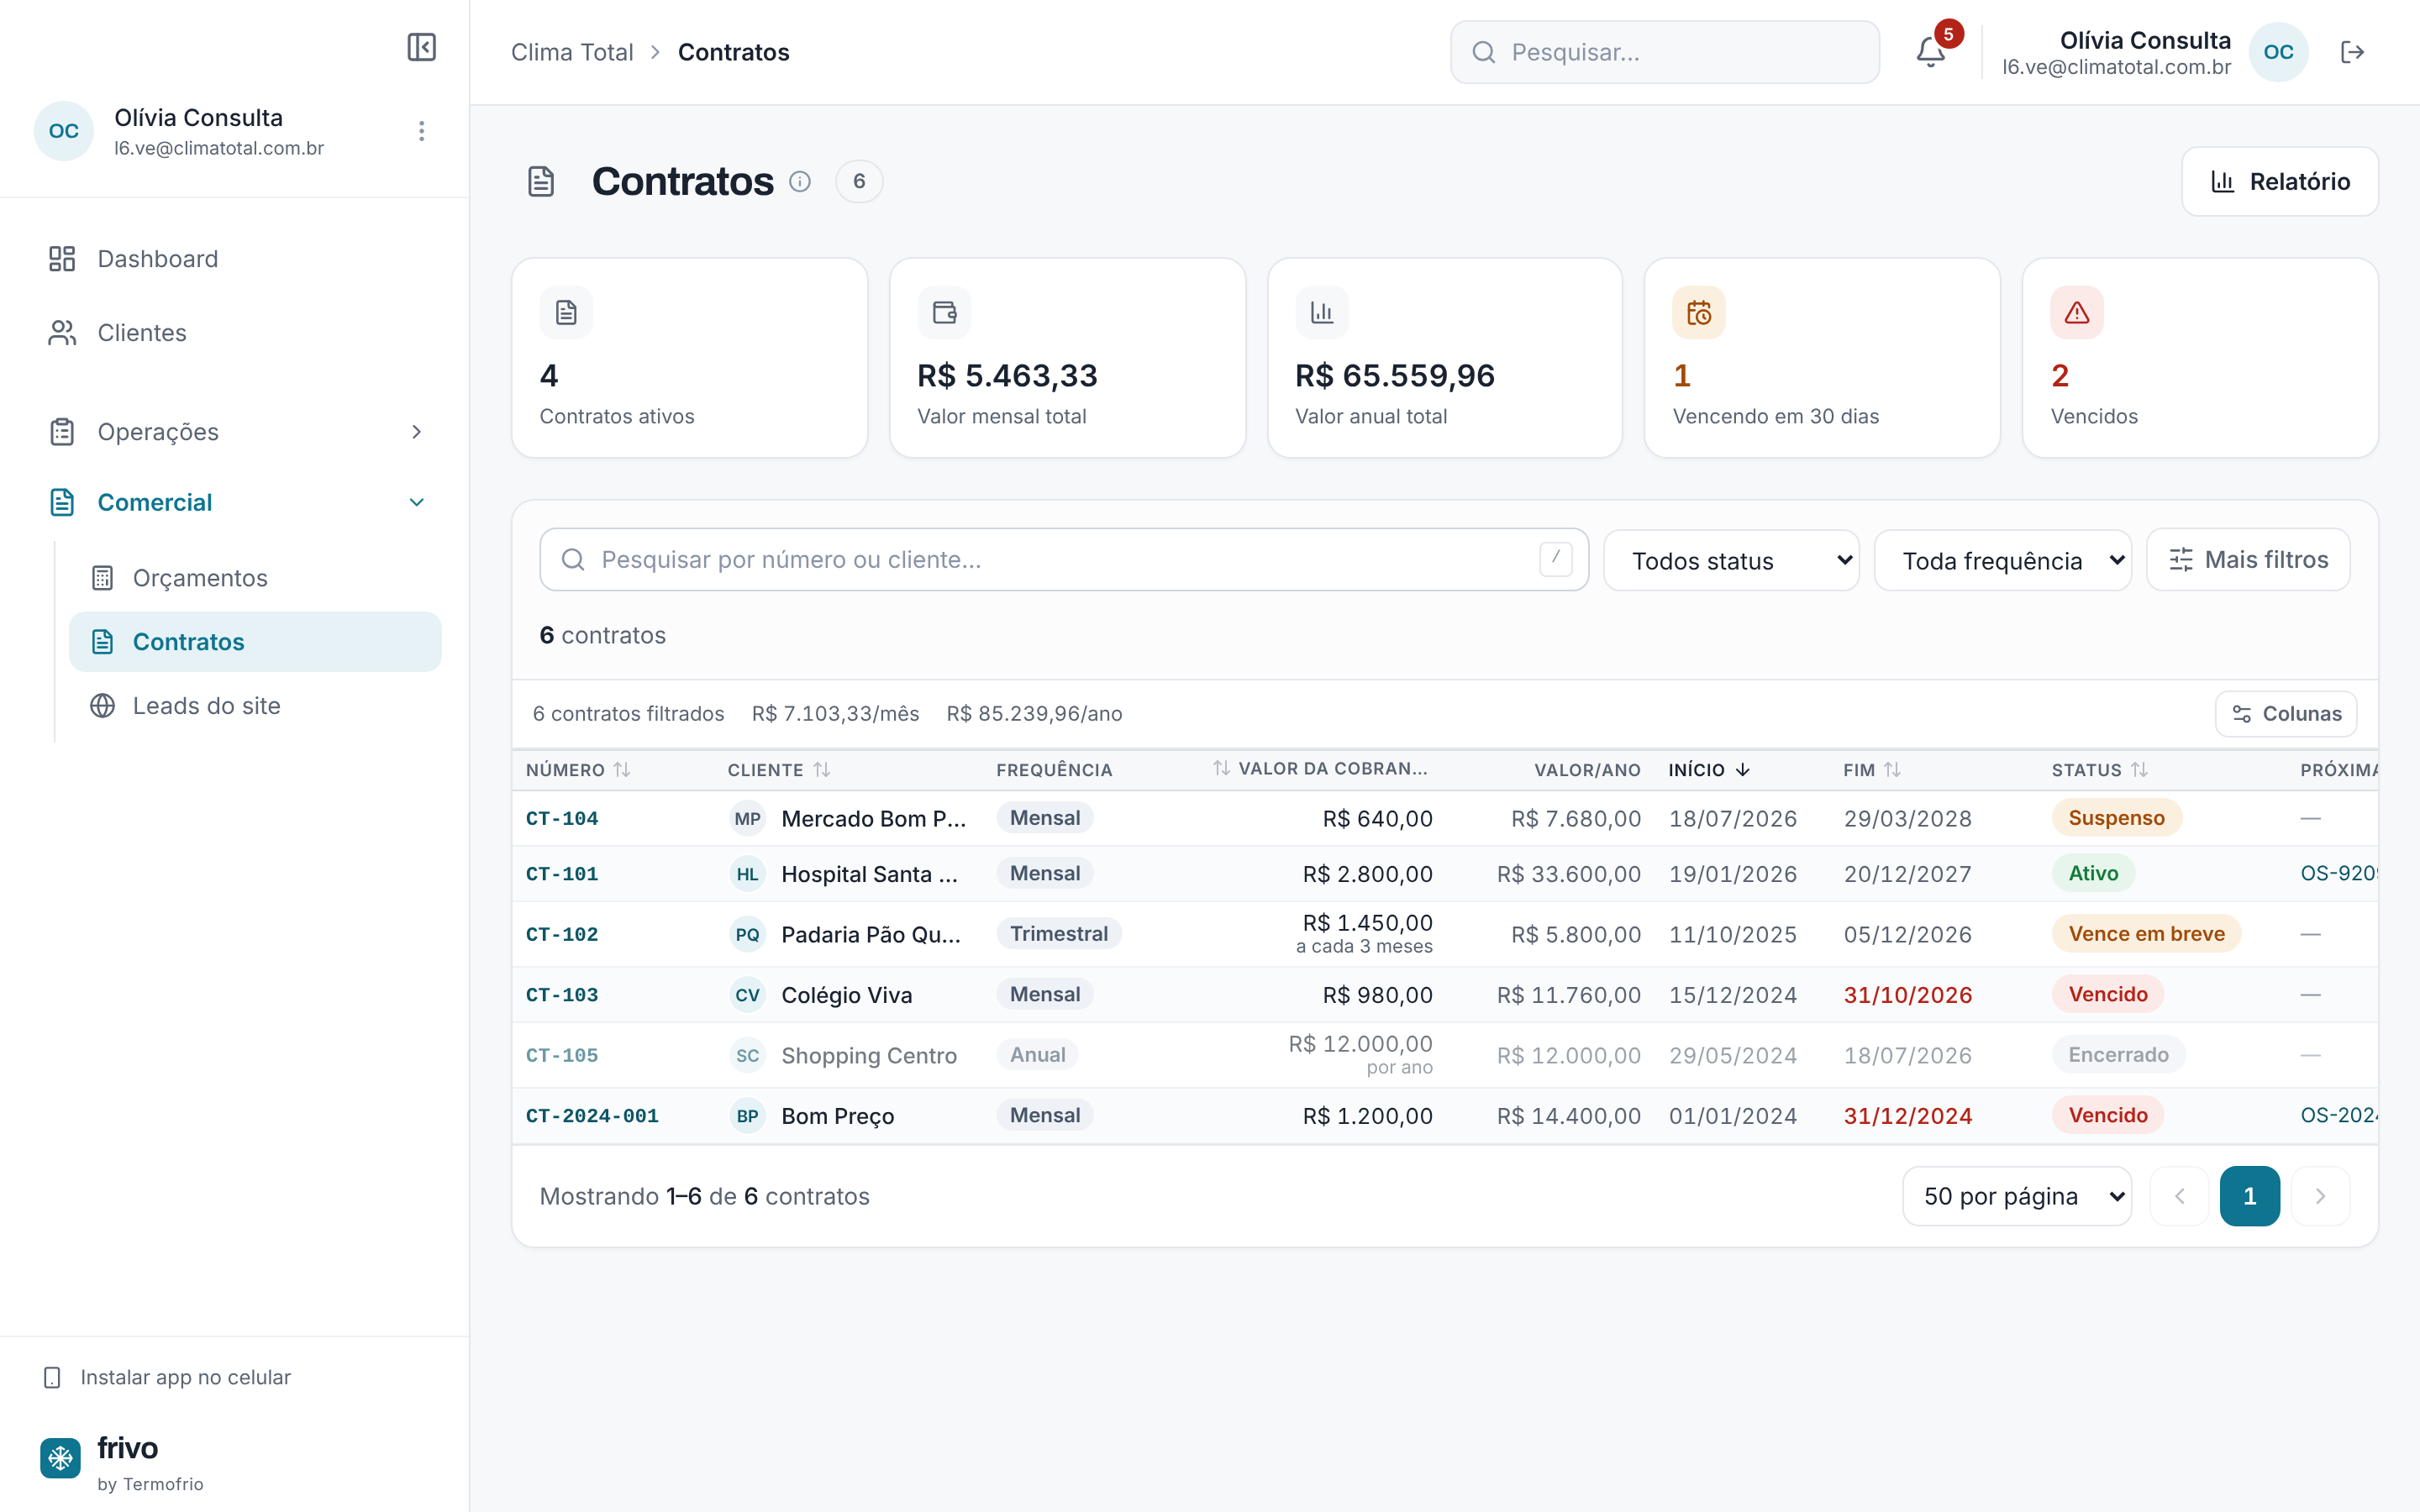 OC
Olívia Consulta
l6.ve@climatotal.com.br
Dashboard
Clientes
Operações
Comercial
Orçamentos
Contratos
Leads do site
Instalar app no celular
frivo
by Termofrio
Clima Total > Contratos
Pesquisar...
5
Olívia Consulta
l6.ve@climatotal.com.br
OC
Contratos 6
Relatório
4
Contratos ativos
R$ 5.463,33
Valor mensal total
R$ 65.559,96
Valor anual total
1
Vencendo em 30 dias
2
Vencidos
Pesquisar por número ou cliente... /
Todos status
Toda frequência
Mais filtros
6 contratos
6 contratos filtrados R$ 7.103,33/mês R$ 85.239,96/ano
Colunas
NÚMERO CLIENTE FREQUÊNCIA VALOR DA COBRAN... VALOR/ANO INÍCIO FIM STATUS PRÓXIMA
CT-104 MP Mercado Bom P... Mensal R$ 640,00 R$ 7.680,00 18/07/2026 29/03/2028 Suspenso —
CT-101 HL Hospital Santa ... Mensal R$ 2.800,00 R$ 33.600,00 19/01/2026 20/12/2027 Ativo OS-920
CT-102 PQ Padaria Pão Qu... Trimestral R$ 1.450,00 R$ 5.800,00 11/10/2025 05/12/2026 Vence em breve —
a cada 3 meses
CT-103 CV Colégio Viva Mensal R$ 980,00 R$ 11.760,00 15/12/2024 31/10/2026 Vencido —
CT-105 SC Shopping Centro Anual R$ 12.000,00 R$ 12.000,00 29/05/2024 18/07/2026 Encerrado —
por ano
CT-2024-001 BP Bom Preço Mensal R$ 1.200,00 R$ 14.400,00 01/01/2024 31/12/2024 Vencido OS-2024
Mostrando 1–6 de 6 contratos
50 por página
1